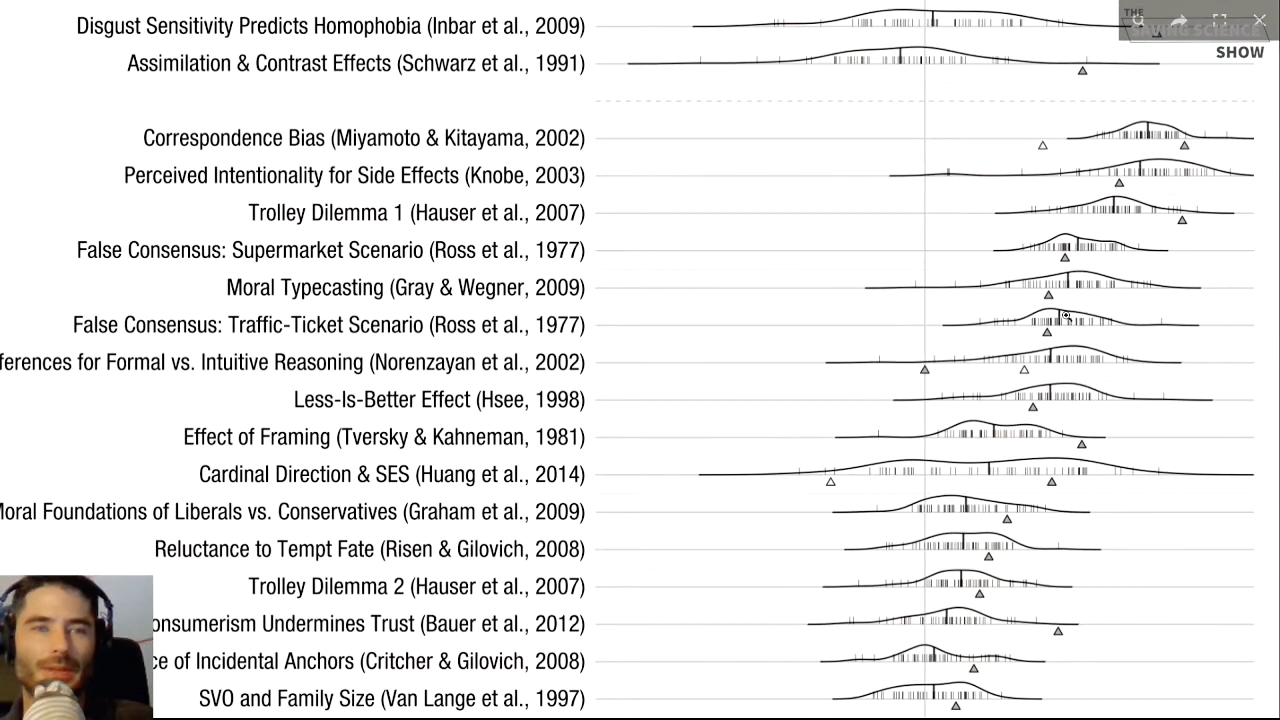 Disgust Sensitivity Predicts Homophobia (Inbar et al., 2009)
THE
SAVING SCIENCE
SHOW
Assimilation & Contrast Effects (Schwarz et al., 1991)
Correspondence Bias (Miyamoto & Kitayama, 2002)
Perceived Intentionality for Side Effects (Knobe, 2003)
Trolley Dilemma 1 (Hauser et al., 2007)
False Consensus: Supermarket Scenario (Ross et al., 1977)
Moral Typecasting (Gray & Wegner, 2009)
False Consensus: Traffic-Ticket Scenario (Ross et al., 1977)
ferences for Formal vs. Intuitive Reasoning (Norenzayan et al., 2002)
Less-Is-Better Effect (Hsee, 1998)
Effect of Framing (Tversky & Kahneman, 1981)
Cardinal Direction & SES (Huang et al., 2014)
Moral Foundations of Liberals vs. Conservatives (Graham et al., 2009)
Reluctance to Tempt Fate (Risen & Gilovich, 2008)
Trolley Dilemma 2 (Hauser et al., 2007)
onsumerism Undermines Trust (Bauer et al., 2012)
ce of Incidental Anchors (Critcher & Gilovich, 2008)
SVO and Family Size (Van Lange et al., 1997)